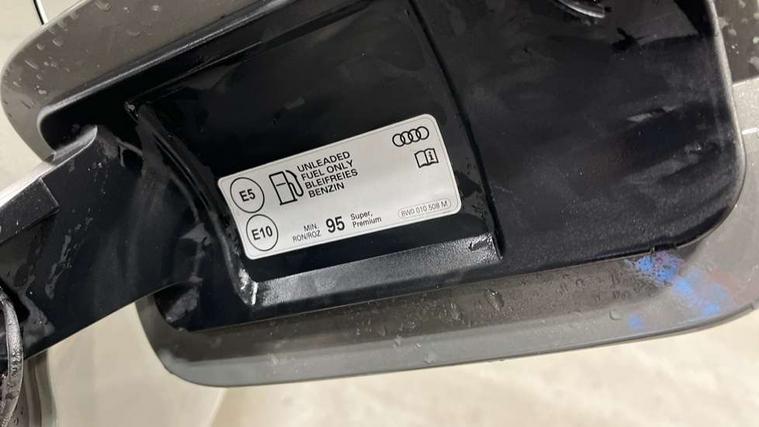 UNLEADED
FUEL ONLY
BLEIFREIES
BENZIN
E5
E10
MIN.
RON/ROZ
95
Super,
Premium
8W0 010 508 M